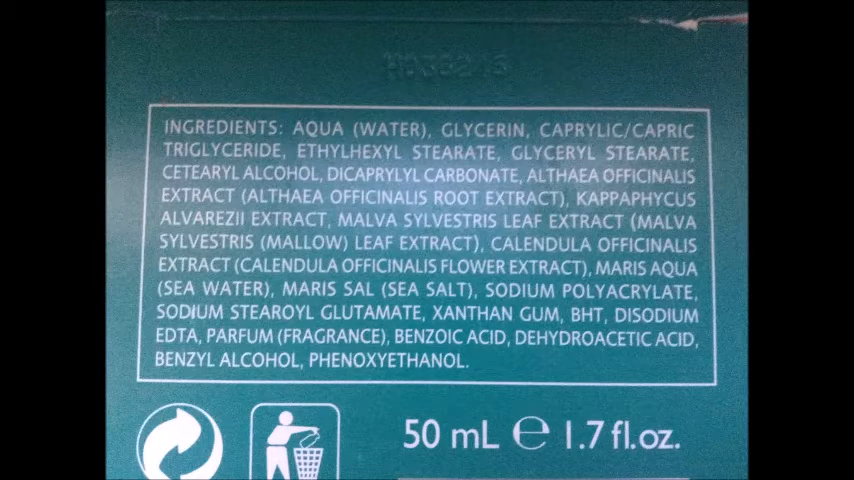 INGREDIENTS: AQUA (WATER), GLYCERIN, CAPRYLIC/CAPRIC
TRIGLYCERIDE, ETHYLHEXYL STEARATE, GLYCERYL STEARATE,
CETEARYL ALCOHOL, DICAPRYLYL CARBONATE, ALTHAEA OFFICINALIS
EXTRACT (ALTHAEA OFFICINALIS ROOT EXTRACT), KAPPAPHYCUS
ALVAREZII EXTRACT, MALVA SYLVESTRIS LEAF EXTRACT (MALVA
SYLVESTRIS (MALLOW) LEAF EXTRACT), CALENDULA OFFICINALIS
EXTRACT (CALENDULA OFFICINALIS FLOWER EXTRACT), MARIS AQUA
(SEA WATER), MARIS SAL (SEA SALT), SODIUM POLYACRYLATE,
SODIUM STEAROYL GLUTAMATE, XANTHAN GUM, BHT, DISODIUM
EDTA, PARFUM (FRAGRANCE), BENZOIC ACID, DEHYDROACETIC ACID,
BENZYL ALCOHOL, PHENOXYETHANOL.
50 mL ℮ 1.7 fl.oz.